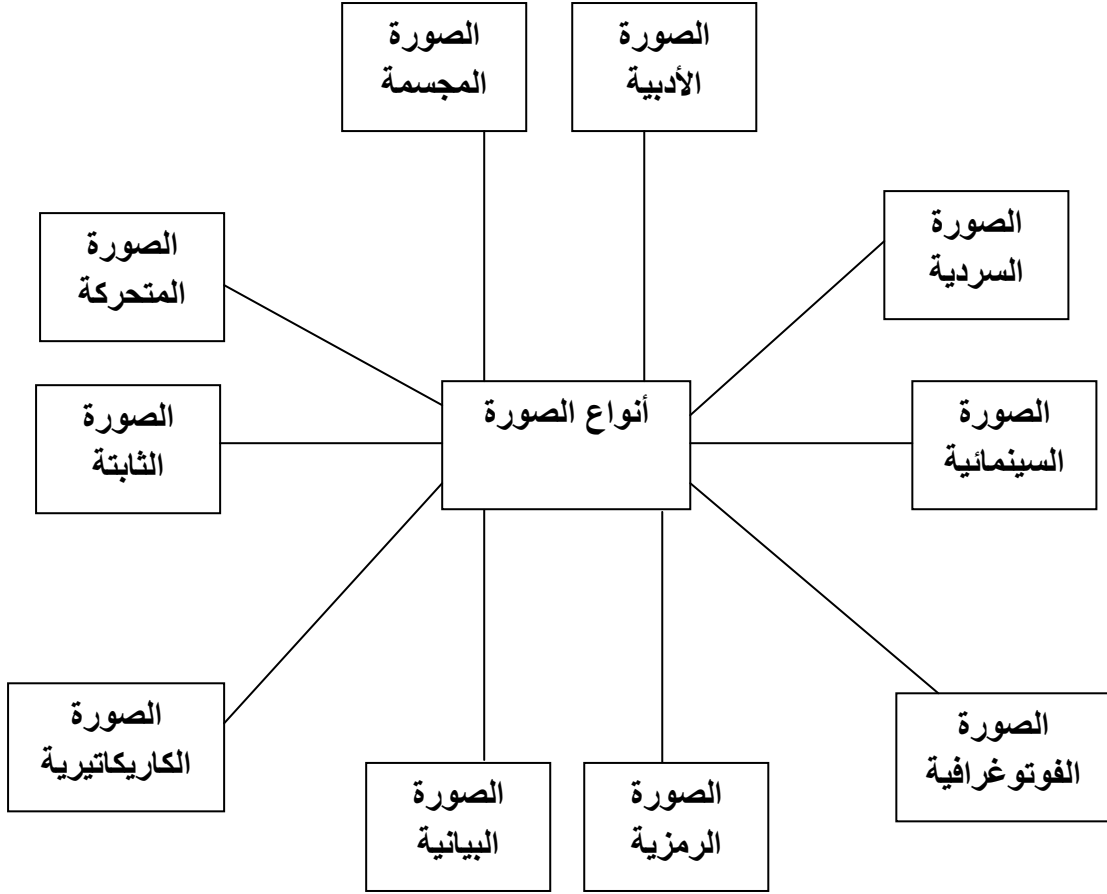 الصورة
الأدبية
الصورة
المجسمة
الصورة
السردية
الصورة
المتحركة
أنواع الصورة
الصورة
السينمائية
الصورة
الثابتة
الصورة
الفوتوغرافية
الصورة
الكاريكاتيرية
الصورة
الرمزية
الصورة
البيانية